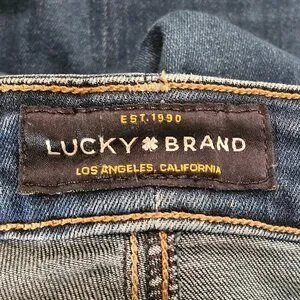 EST. 1990
LUCKY BRAND
LOS ANGELES, CALIFORNIA